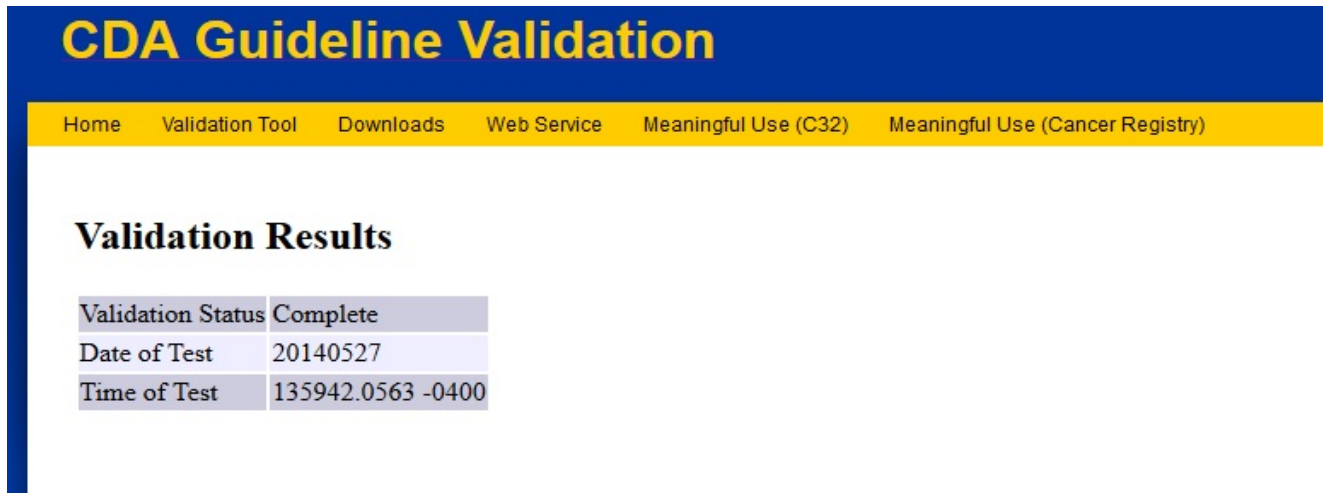 CDA Guideline Validation
Home Validation Tool Downloads Web Service Meaningful Use (C32) Meaningful Use (Cancer Registry)
Validation Results
Validation Status Complete
Date of Test 20140527
Time of Test 135942.0563 -0400